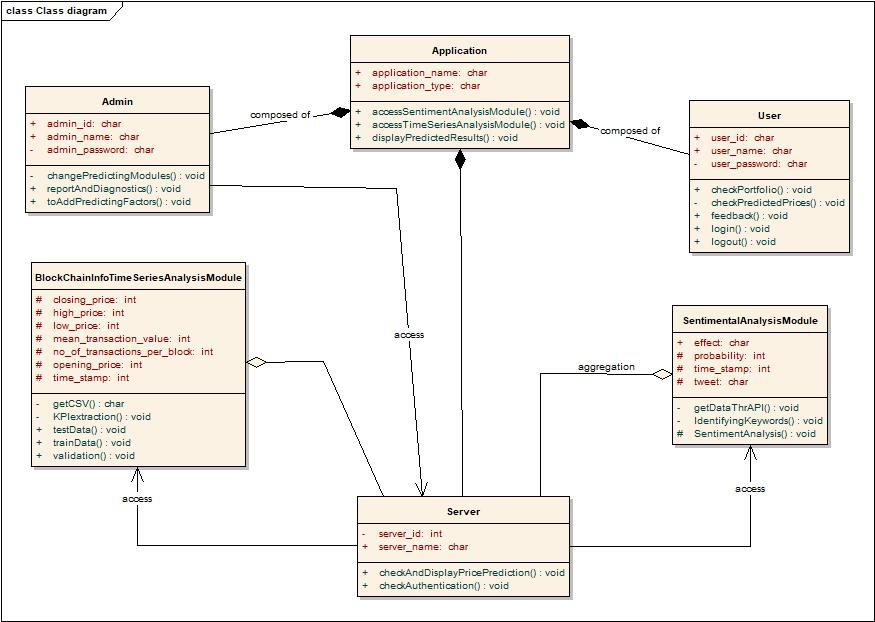 class Class diagram
Application
+ application_name: char
+ application_type: char
+ accessSentimentAnalysisModule() : void
+ accessTimeSeriesAnalysisModule() : void
+ displayPredictedResults() : void
Admin
+ admin_id: char
+ admin_name: char
- admin_password: char
- changePredictingModules() : void
+ reportAndDiagnostics() : void
+ toAddPredictingFactors() : void
composed of
composed of
User
+ user_id: char
+ user_name: char
- user_password: char
+ checkPortfolio() : void
- checkPredictedPrices() : void
+ feedback() : void
+ login() : void
+ logout() : void
BlockChainInfoTimeSeriesAnalysisModule
# closing_price: int
# high_price: int
# low_price: int
# mean_transaction_value: int
# no_of_transactions_per_block: int
# opening_price: int
# time_stamp: int
- getCSV() : char
- KPIextraction() : void
+ testData() : void
+ trainData() : void
+ validation() : void
access
aggregation
SentimentalAnalysisModule
+ effect: char
# probability: int
# time_stamp: int
# tweet: char
- getDataThrAPI() : void
- IdentifyingKeywords() : void
# SentimentAnalysis() : void
access
access
Server
- server_id: int
+ server_name: char
+ checkAndDisplayPricePrediction() : void
+ checkAuthentication() : void